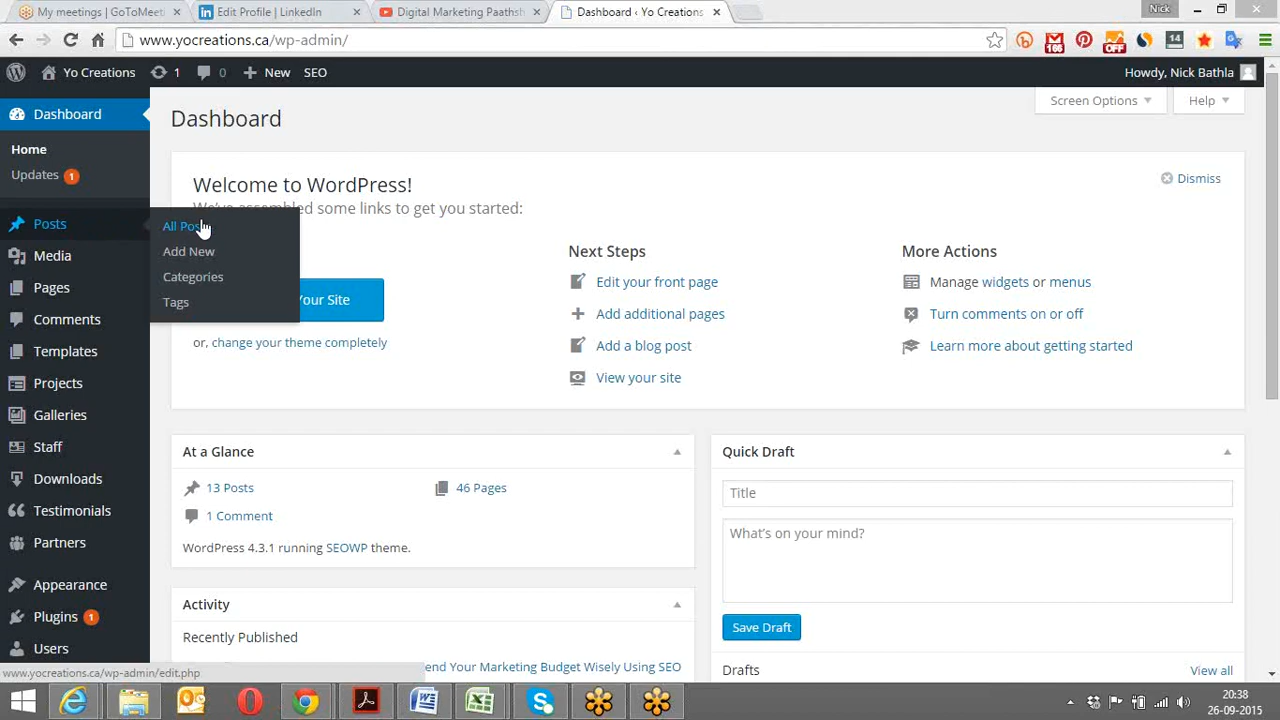 My meetings | GoToMeeti
Edit Profile | LinkedIn
Digital Marketing Paathsh
Dashboard ‹ Yo Creations
Nick
www.yocreations.ca/wp-admin/
166
OFF
14
Yo Creations
1
0
New
SEO
Howdy, Nick Bathla
Dashboard
Home
Updates 1
Posts
Media
Pages
Comments
Templates
Projects
Galleries
Staff
Downloads
Testimonials
Partners
Appearance
Plugins 1
Users
All Pos
Add New
Categories
Tags
Dashboard
Screen Options
Help
Welcome to WordPress!
We've assembled some links to get you started:
Dismiss
Your Site
or, change your theme completely
Next Steps
Edit your front page
Add additional pages
Add a blog post
View your site
More Actions
Manage widgets or menus
Turn comments on or off
Learn more about getting started
At a Glance
13 Posts
46 Pages
1 Comment
WordPress 4.3.1 running SEOWP theme.
Activity
Recently Published
end Your Marketing Budget Wisely Using SEO
Quick Draft
Title
What's on your mind?
Save Draft
Drafts
View all
www.yocreations.ca/wp-admin/edit.php
20:38
26-09-2015